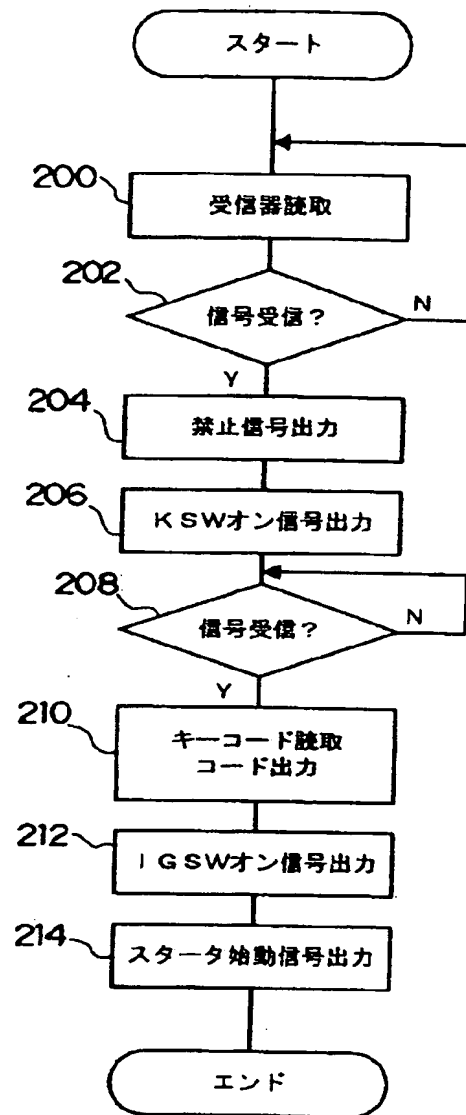 スタート
200
受信器読取
202
信号受信?
N
Y
204
禁止信号出力
206
KSWオン信号出力
208
信号受信?
N
Y
210
キーコード読取
コード出力
212
IGSWオン信号出力
214
スタータ始動信号出力
エンド